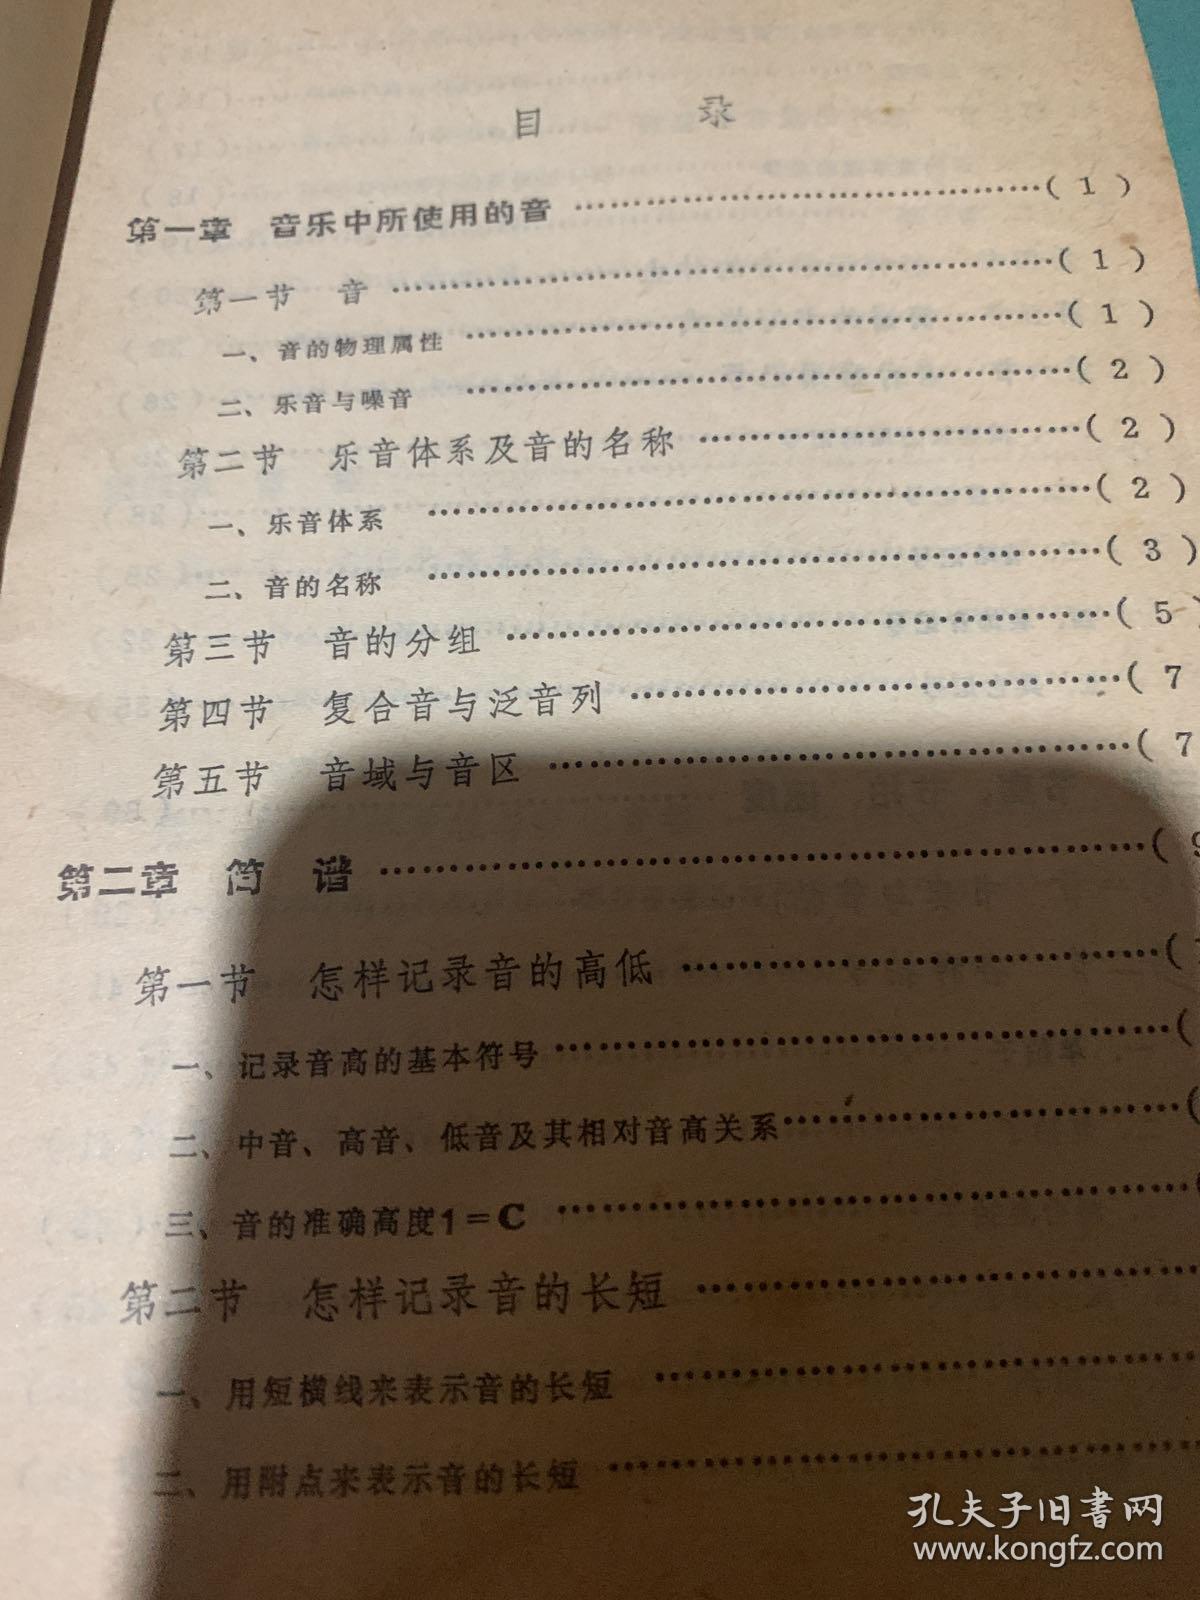 目　录
第一章　音乐中所使用的音…………(1)
第一节　音…………(1)
一、音的物理属性…………(1)
二、乐音与噪音…………(2)
第二节　乐音体系及音的名称…………(2)
一、乐音体系…………(2)
二、音的名称…………(3)
第三节　音的分组…………(5)
第四节　复合音与泛音列…………(7
第五节　音域与音区…………(7
第二章　简　谱…………(9
第一节　怎样记录音的高低…………(
一、记录音高的基本符号…………(
二、中音、高音、低音及其相对音高关系…………(
三、音的准确高度1=C…………(
第二节　怎样记录音的长短…………
一、用短横线来表示音的长短…………
二、用附点来表示音的长短…………
孔夫子旧书网
www.kongfz.com